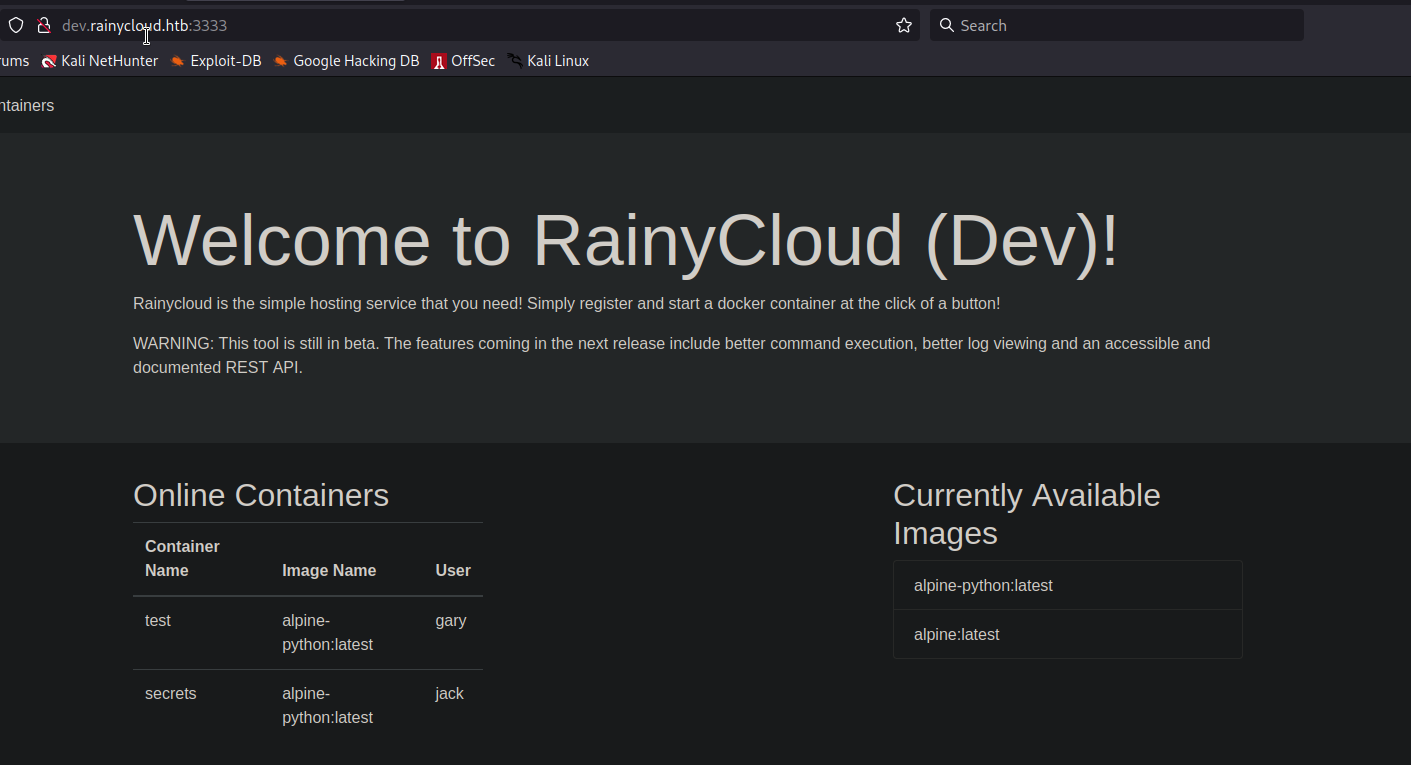 dev.rainycloud.htb:3333
Search
rums
Kali NetHunter
Exploit-DB
Google Hacking DB
OffSec
Kali Linux
ntainers
Welcome to RainyCloud (Dev)!
Rainycloud is the simple hosting service that you need! Simply register and start a docker container at the click of a button!
WARNING: This tool is still in beta. The features coming in the next release include better command execution, better log viewing and an accessible and
documented REST API.
Online Containers
Container
Name
Image Name
User
test
alpine-
python:latest
gary
secrets
alpine-
python:latest
jack
Currently Available
Images
alpine-python:latest
alpine:latest